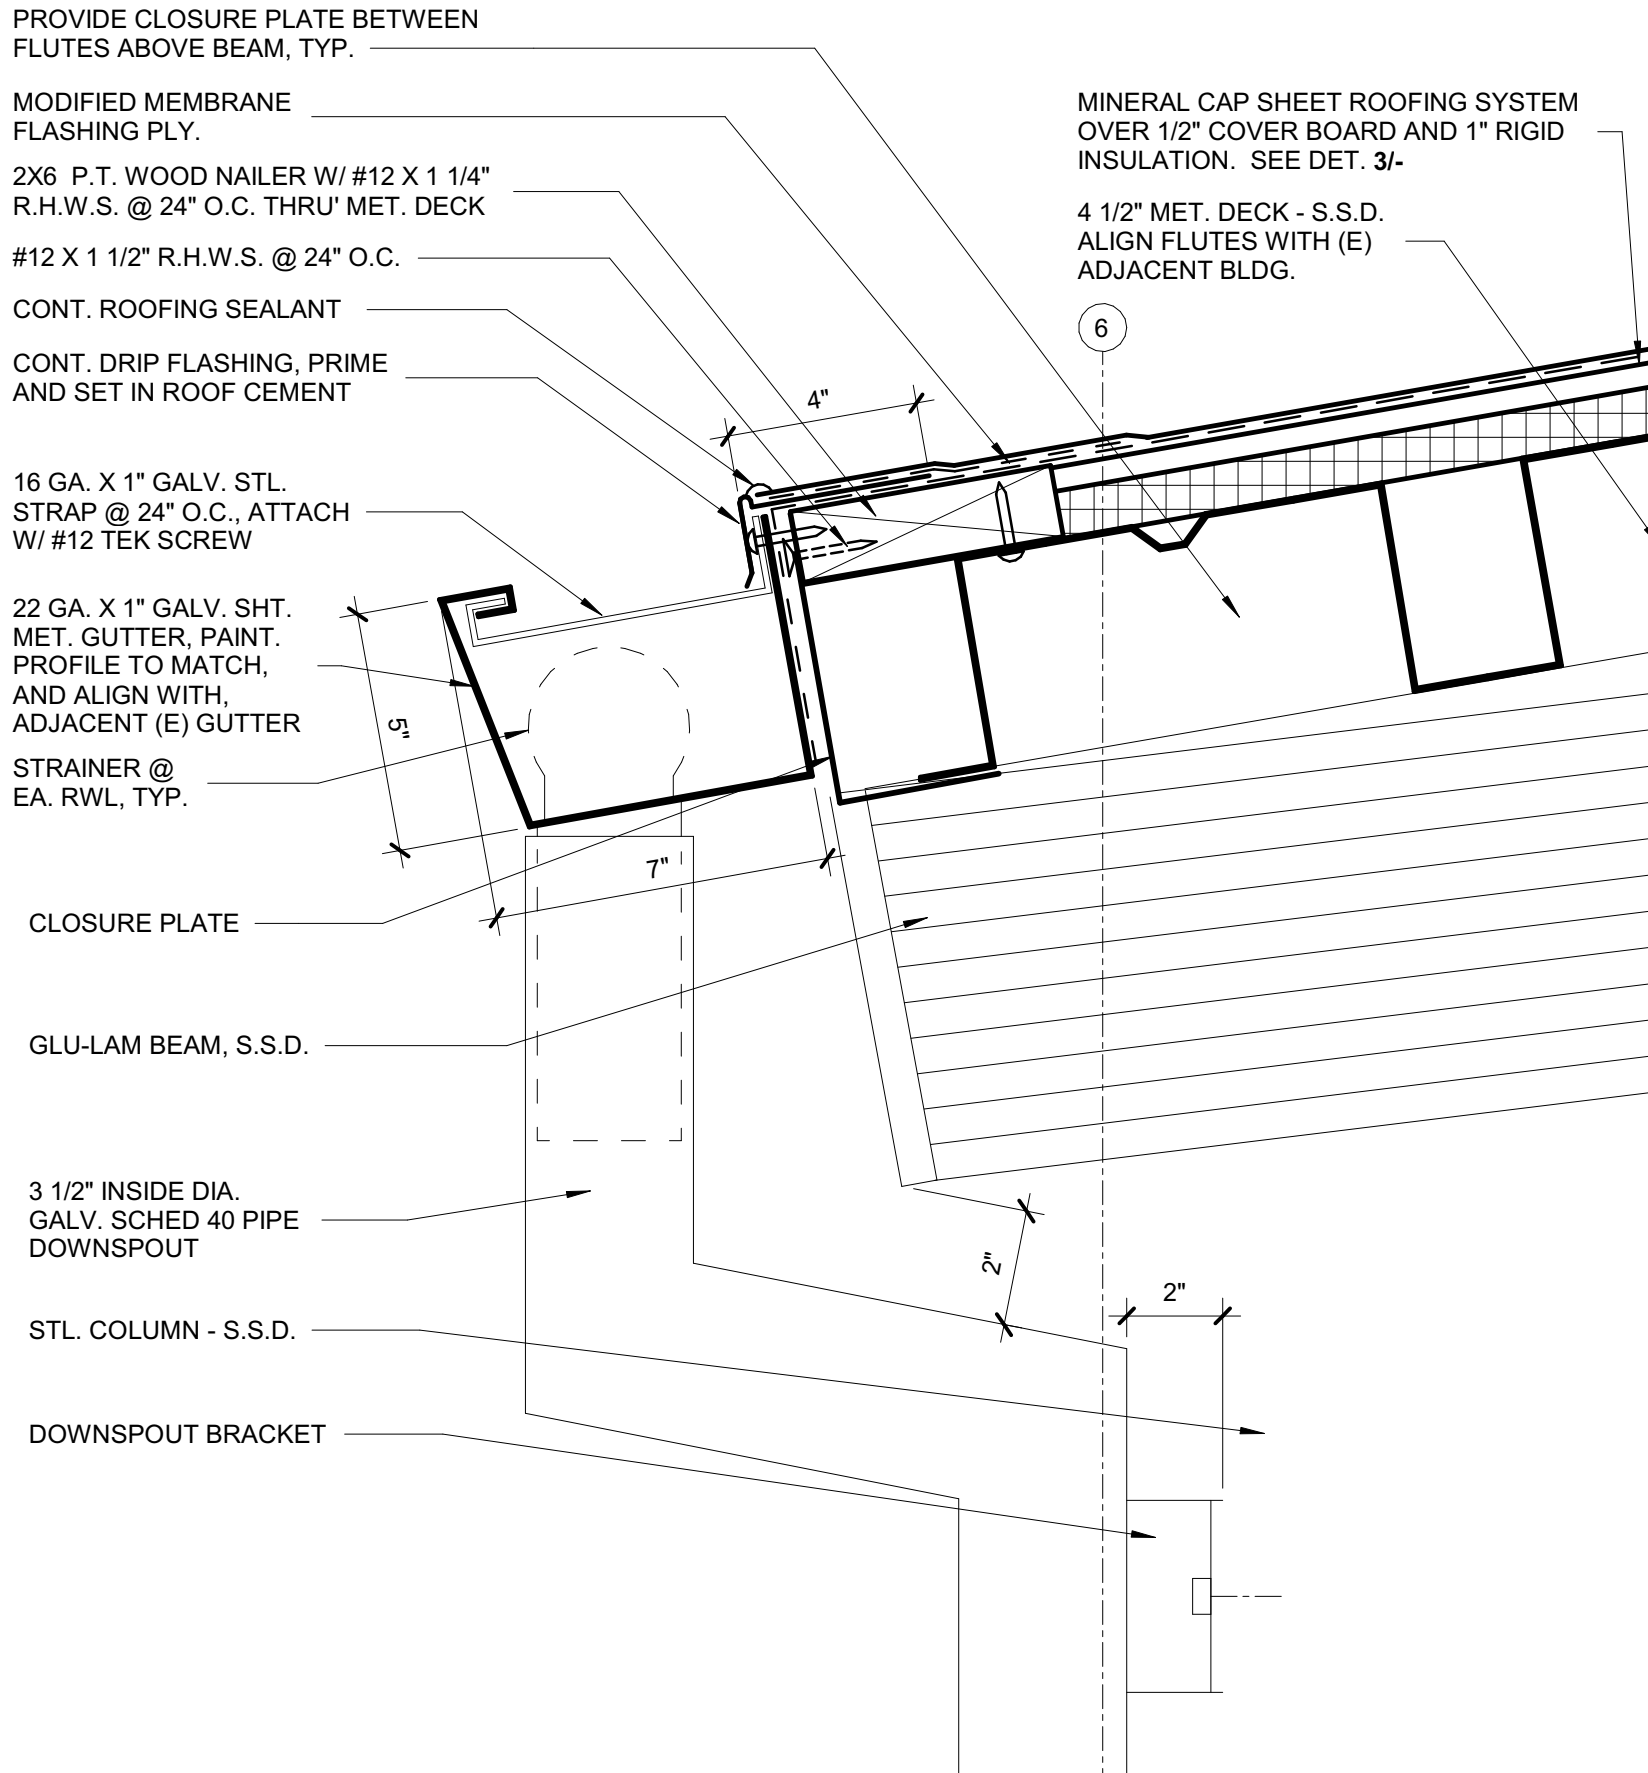 PROVIDE CLOSURE PLATE BETWEEN
FLUTES ABOVE BEAM, TYP.
MODIFIED MEMBRANE
FLASHING PLY.
2X6  P.T. WOOD NAILER W/ #12 X 1 1/4"
R.H.W.S. @ 24" O.C. THRU' MET. DECK
#12 X 1 1/2" R.H.W.S. @ 24" O.C.
CONT. ROOFING SEALANT
CONT. DRIP FLASHING, PRIME
AND SET IN ROOF CEMENT
16 GA. X 1" GALV. STL.
STRAP @ 24" O.C., ATTACH
W/ #12 TEK SCREW
22 GA. X 1" GALV. SHT.
MET. GUTTER, PAINT.
PROFILE TO MATCH,
AND ALIGN WITH,
ADJACENT (E) GUTTER
STRAINER @
EA. RWL, TYP.
CLOSURE PLATE
GLU-LAM BEAM, S.S.D.
3 1/2" INSIDE DIA.
GALV. SCHED 40 PIPE
DOWNSPOUT
STL. COLUMN - S.S.D.
DOWNSPOUT BRACKET
MINERAL CAP SHEET ROOFING SYSTEM
OVER 1/2" COVER BOARD AND 1" RIGID
INSULATION.  SEE DET. 3/-
4 1/2" MET. DECK - S.S.D.
ALIGN FLUTES WITH (E)
ADJACENT BLDG.
6
4"
5"
7"
2"
2"